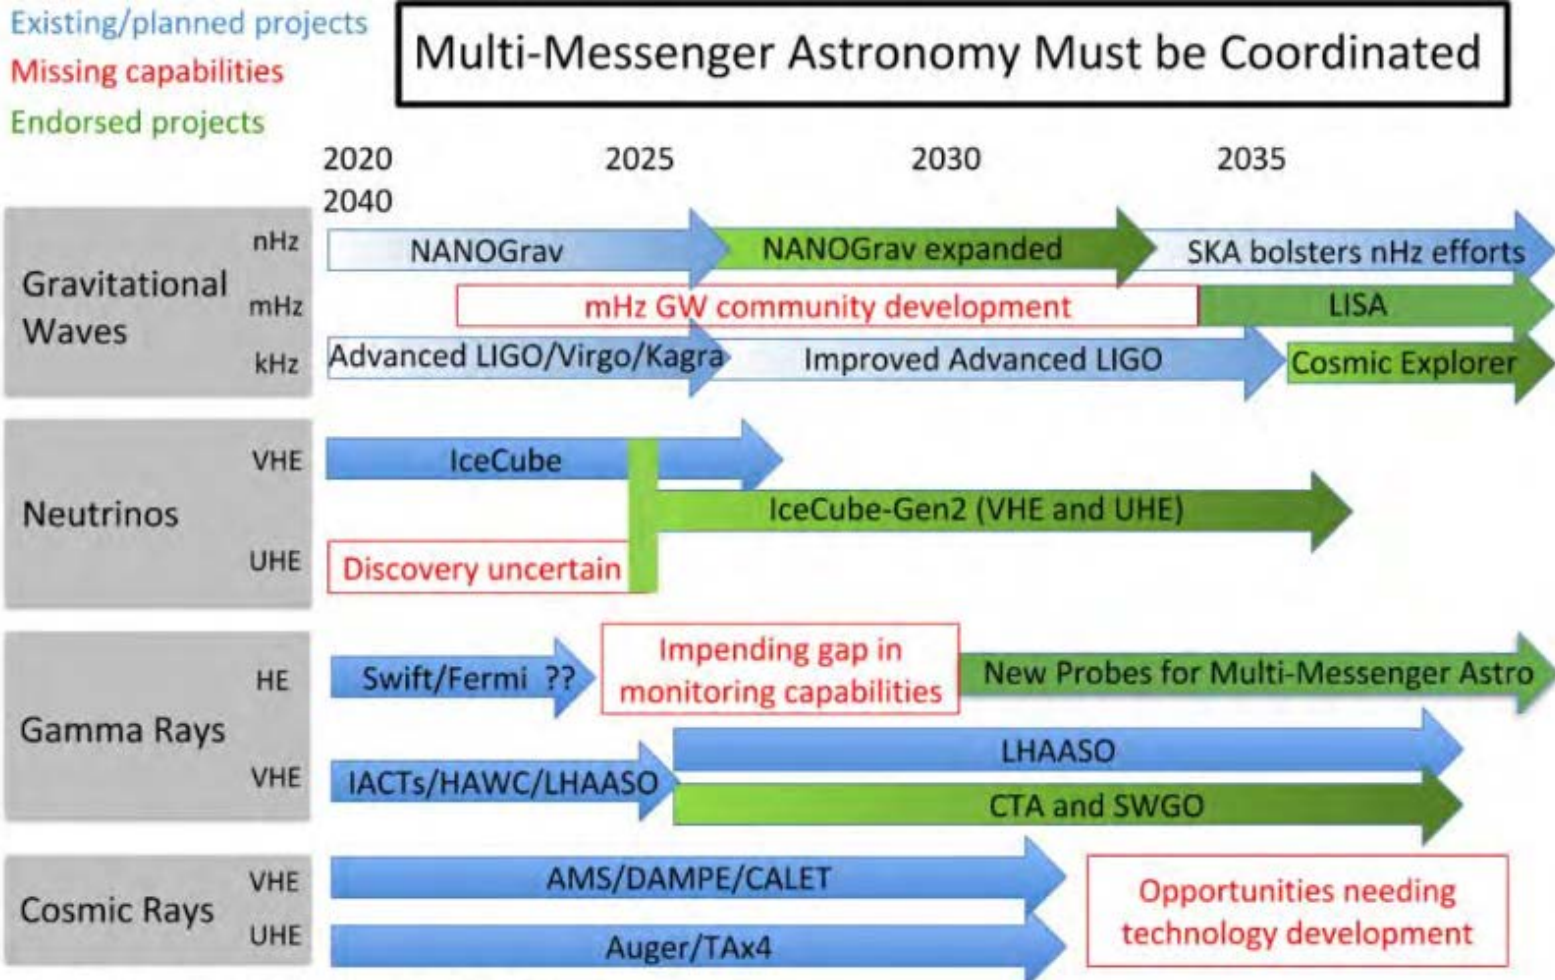 Existing/planned projects
Missing capabilities
Endorsed projects
Multi-Messenger Astronomy Must be Coordinated
2020 2025 2030 2035
2040
Gravitational
Waves
nHz
NANOGrav
NANOGrav expanded
SKA bolsters nHz efforts
mHz
mHz GW community development
LISA
kHz
Advanced LIGO/Virgo/Kagra
Improved Advanced LIGO
Cosmic Explorer
Neutrinos
VHE
IceCube
IceCube-Gen2 (VHE and UHE)
UHE
Discovery uncertain
Gamma Rays
HE
Swift/Fermi ??
Impending gap in
monitoring capabilities
New Probes for Multi-Messenger Astro
VHE
IACTs/HAWC/LHAASO
LHAASO
CTA and SWGO
Cosmic Rays
VHE
AMS/DAMPE/CALET
UHE
Auger/TAx4
Opportunities needing
technology development